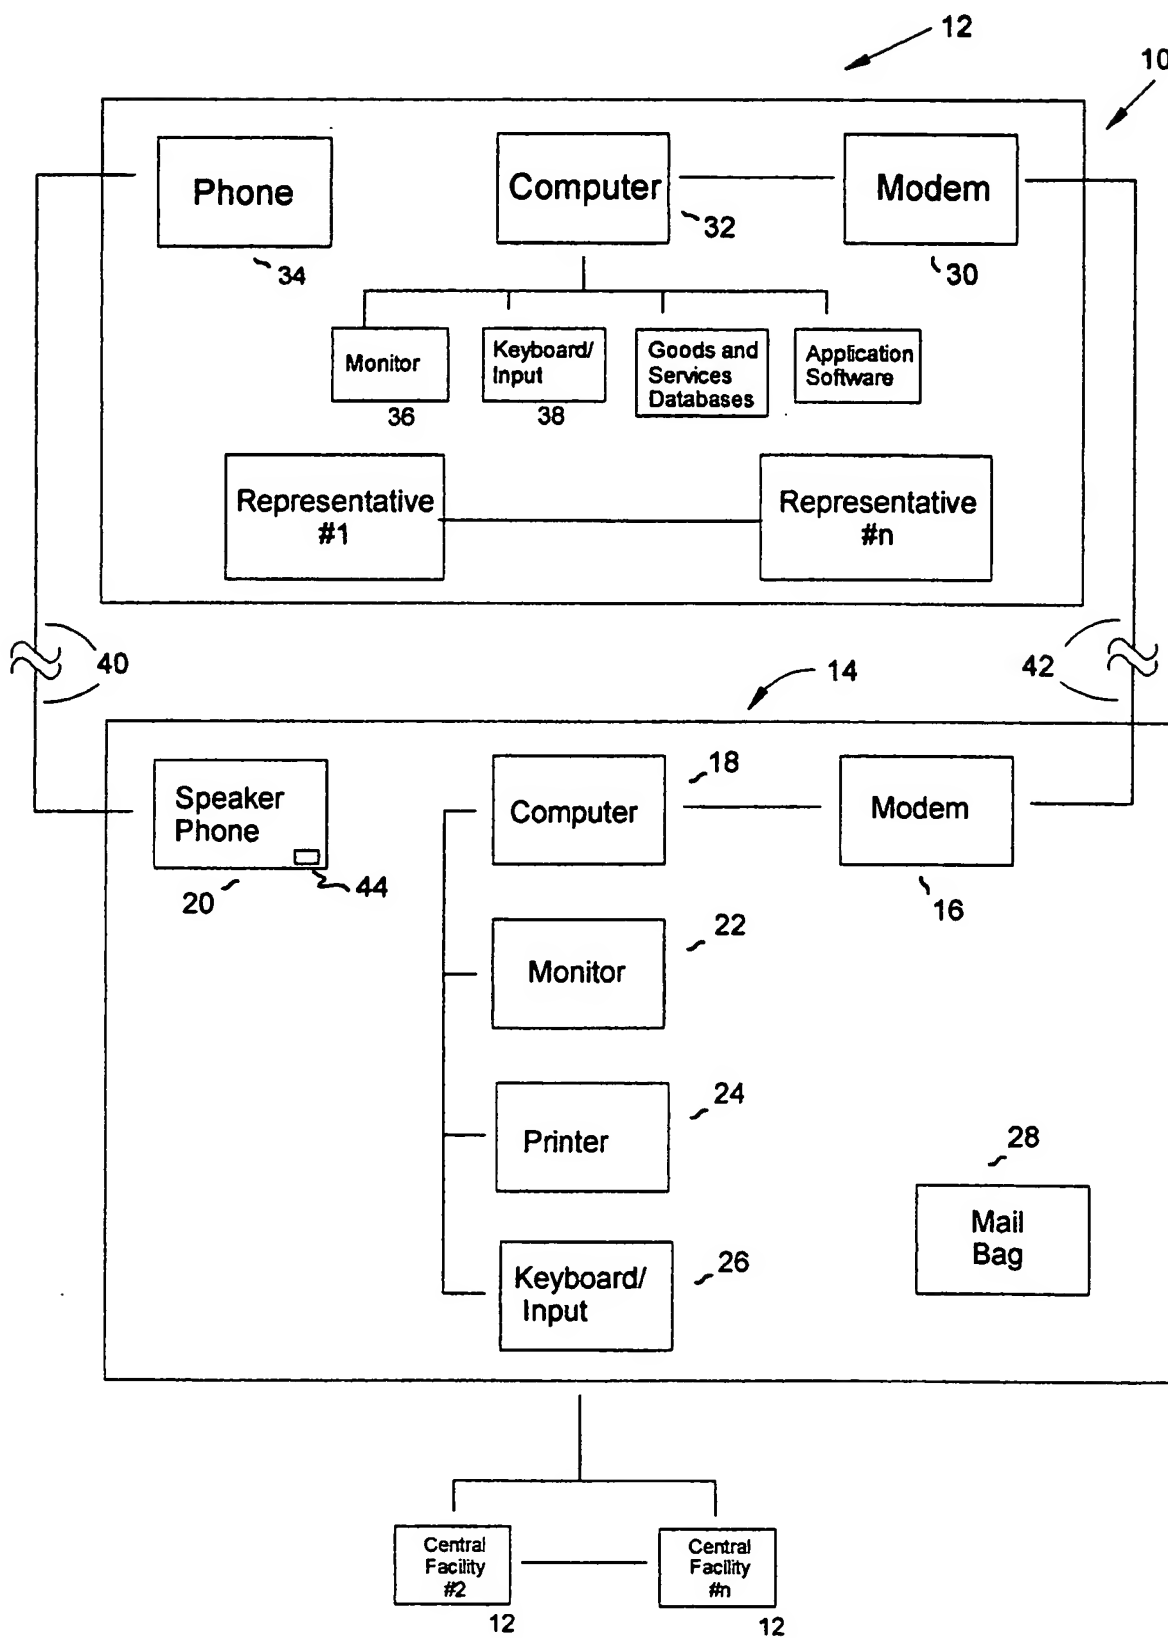 12
10
Phone
34
Computer
32
Modem
30
Monitor
36
Keyboard/
Input
38
Goods and
Services
Databases
Application
Software
Representative
#1
Representative
#n
40
42
14
Speaker
Phone
44
20
Computer
18
Modem
16
Monitor
22
Printer
24
28
Mail
Bag
Keyboard/
Input
26
Central
Facility
#2
12
Central
Facility
#n
12